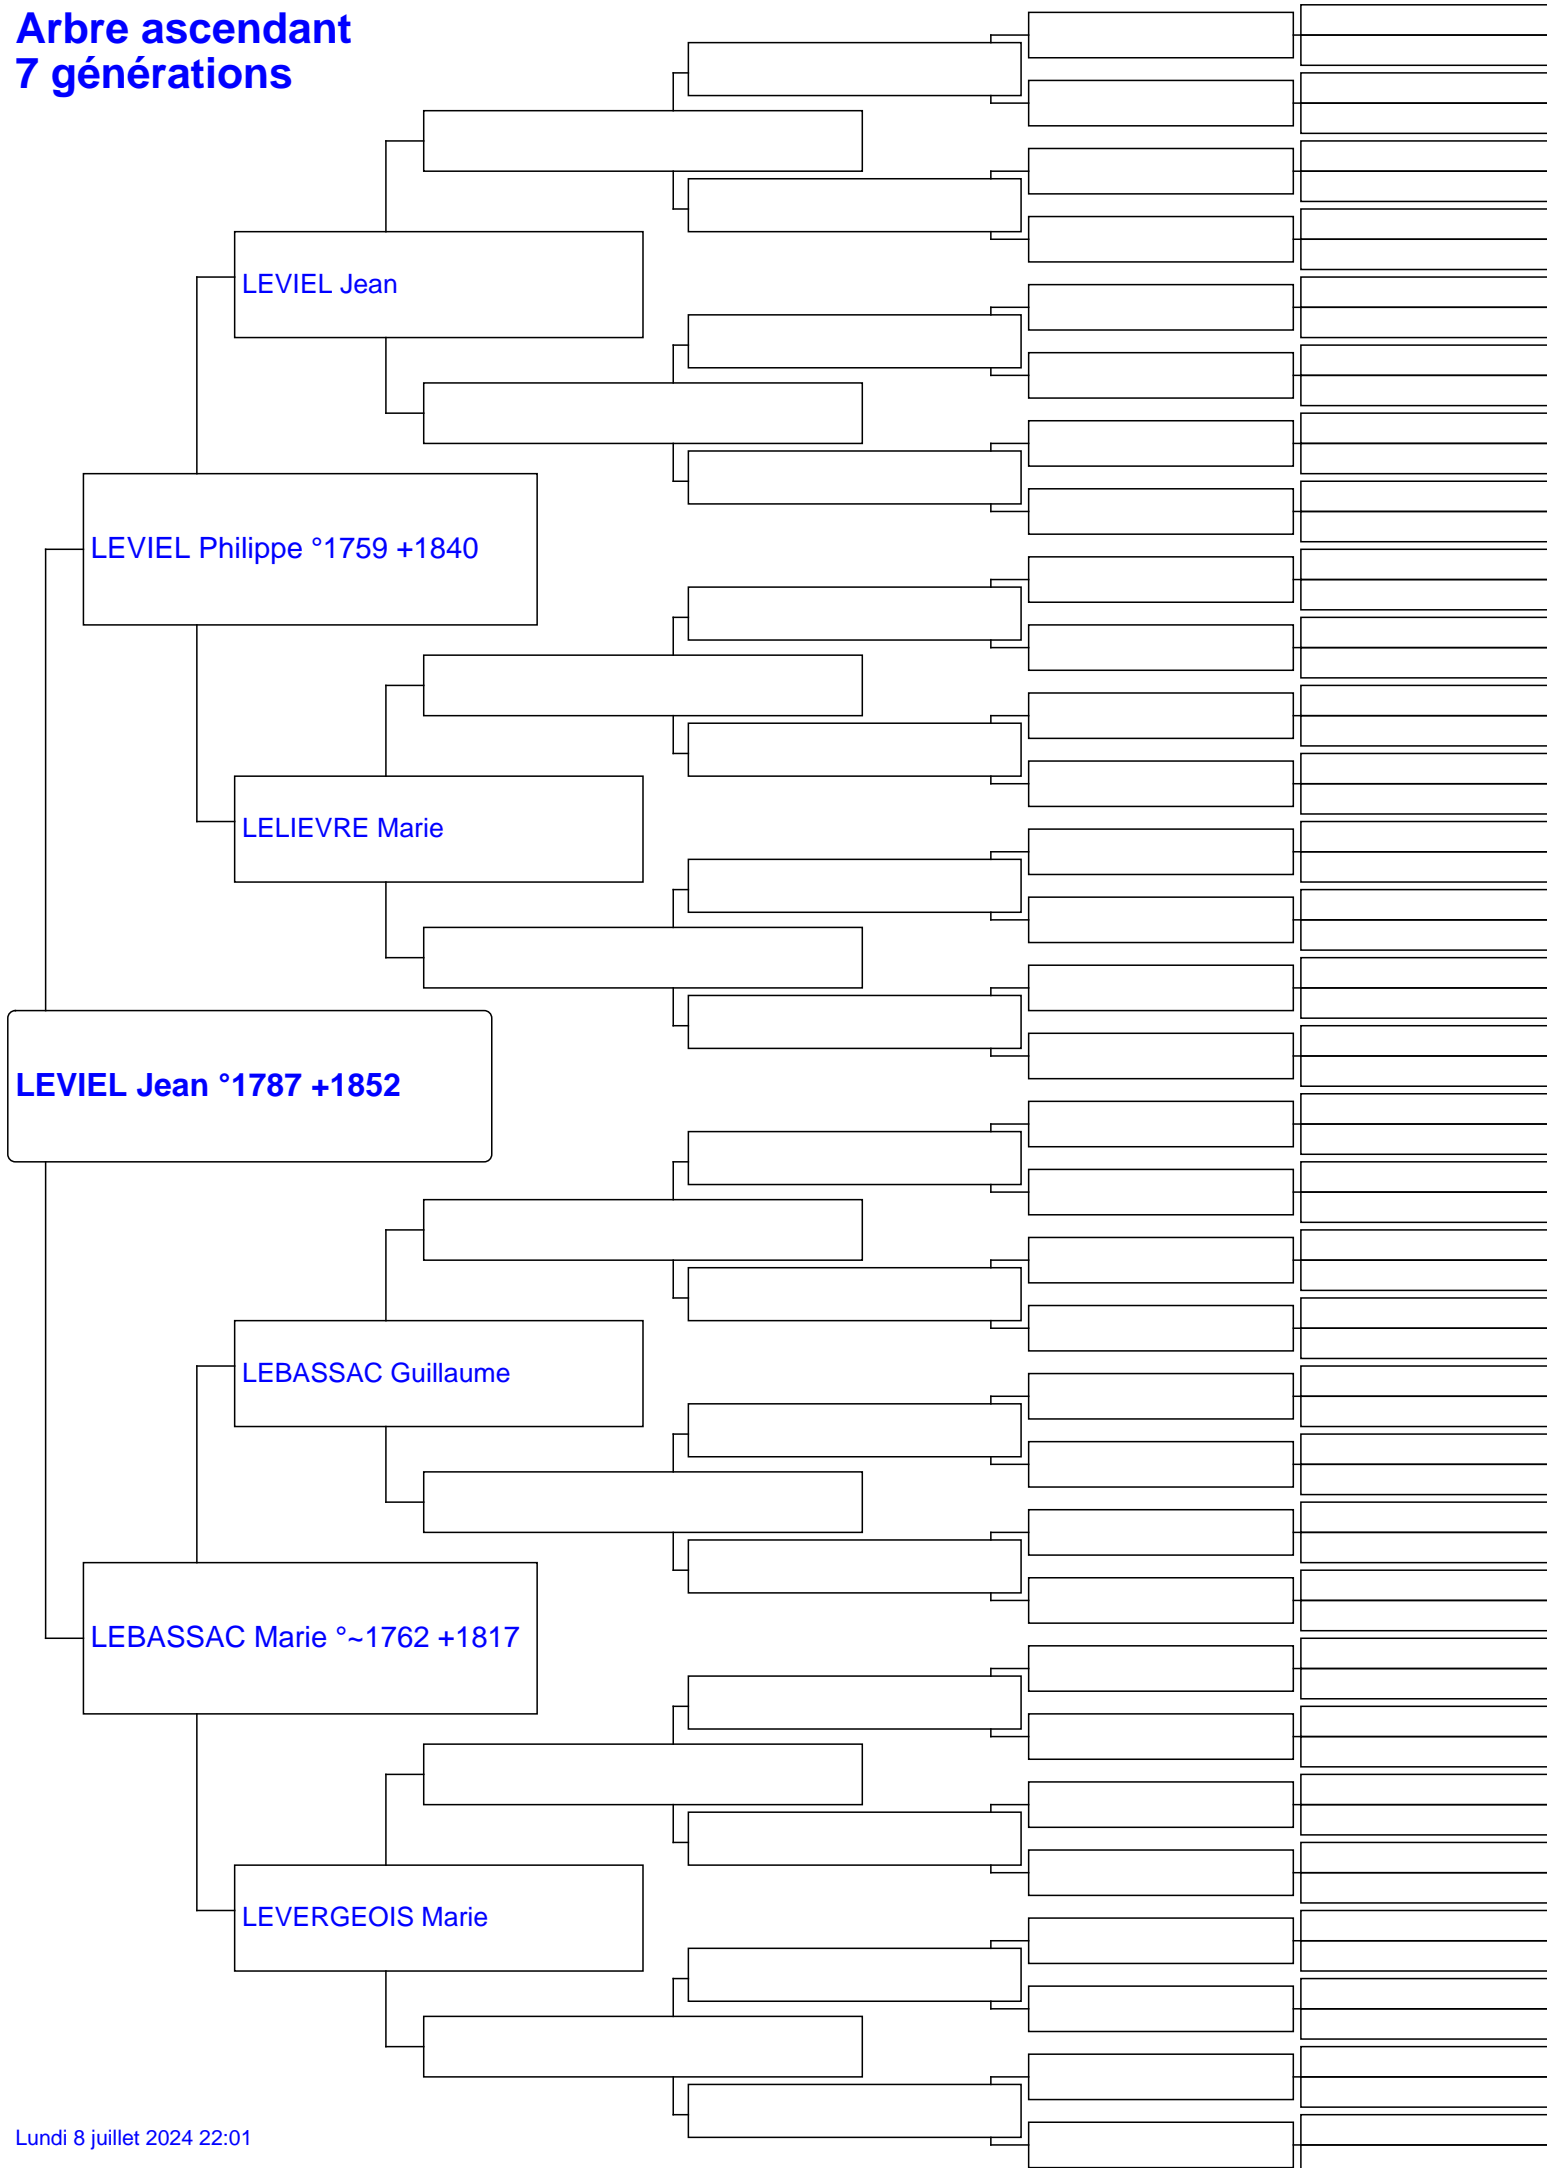 Arbre ascendant
7 générations
LEVIEL Jean
LEVIEL Philippe °1759 +1840
LELIEVRE Marie
LEVIEL Jean °1787 +1852
LEBASSAC Guillaume
LEBASSAC Marie °~1762 +1817
LEVERGEOIS Marie
Lundi 8 juillet 2024 22:01